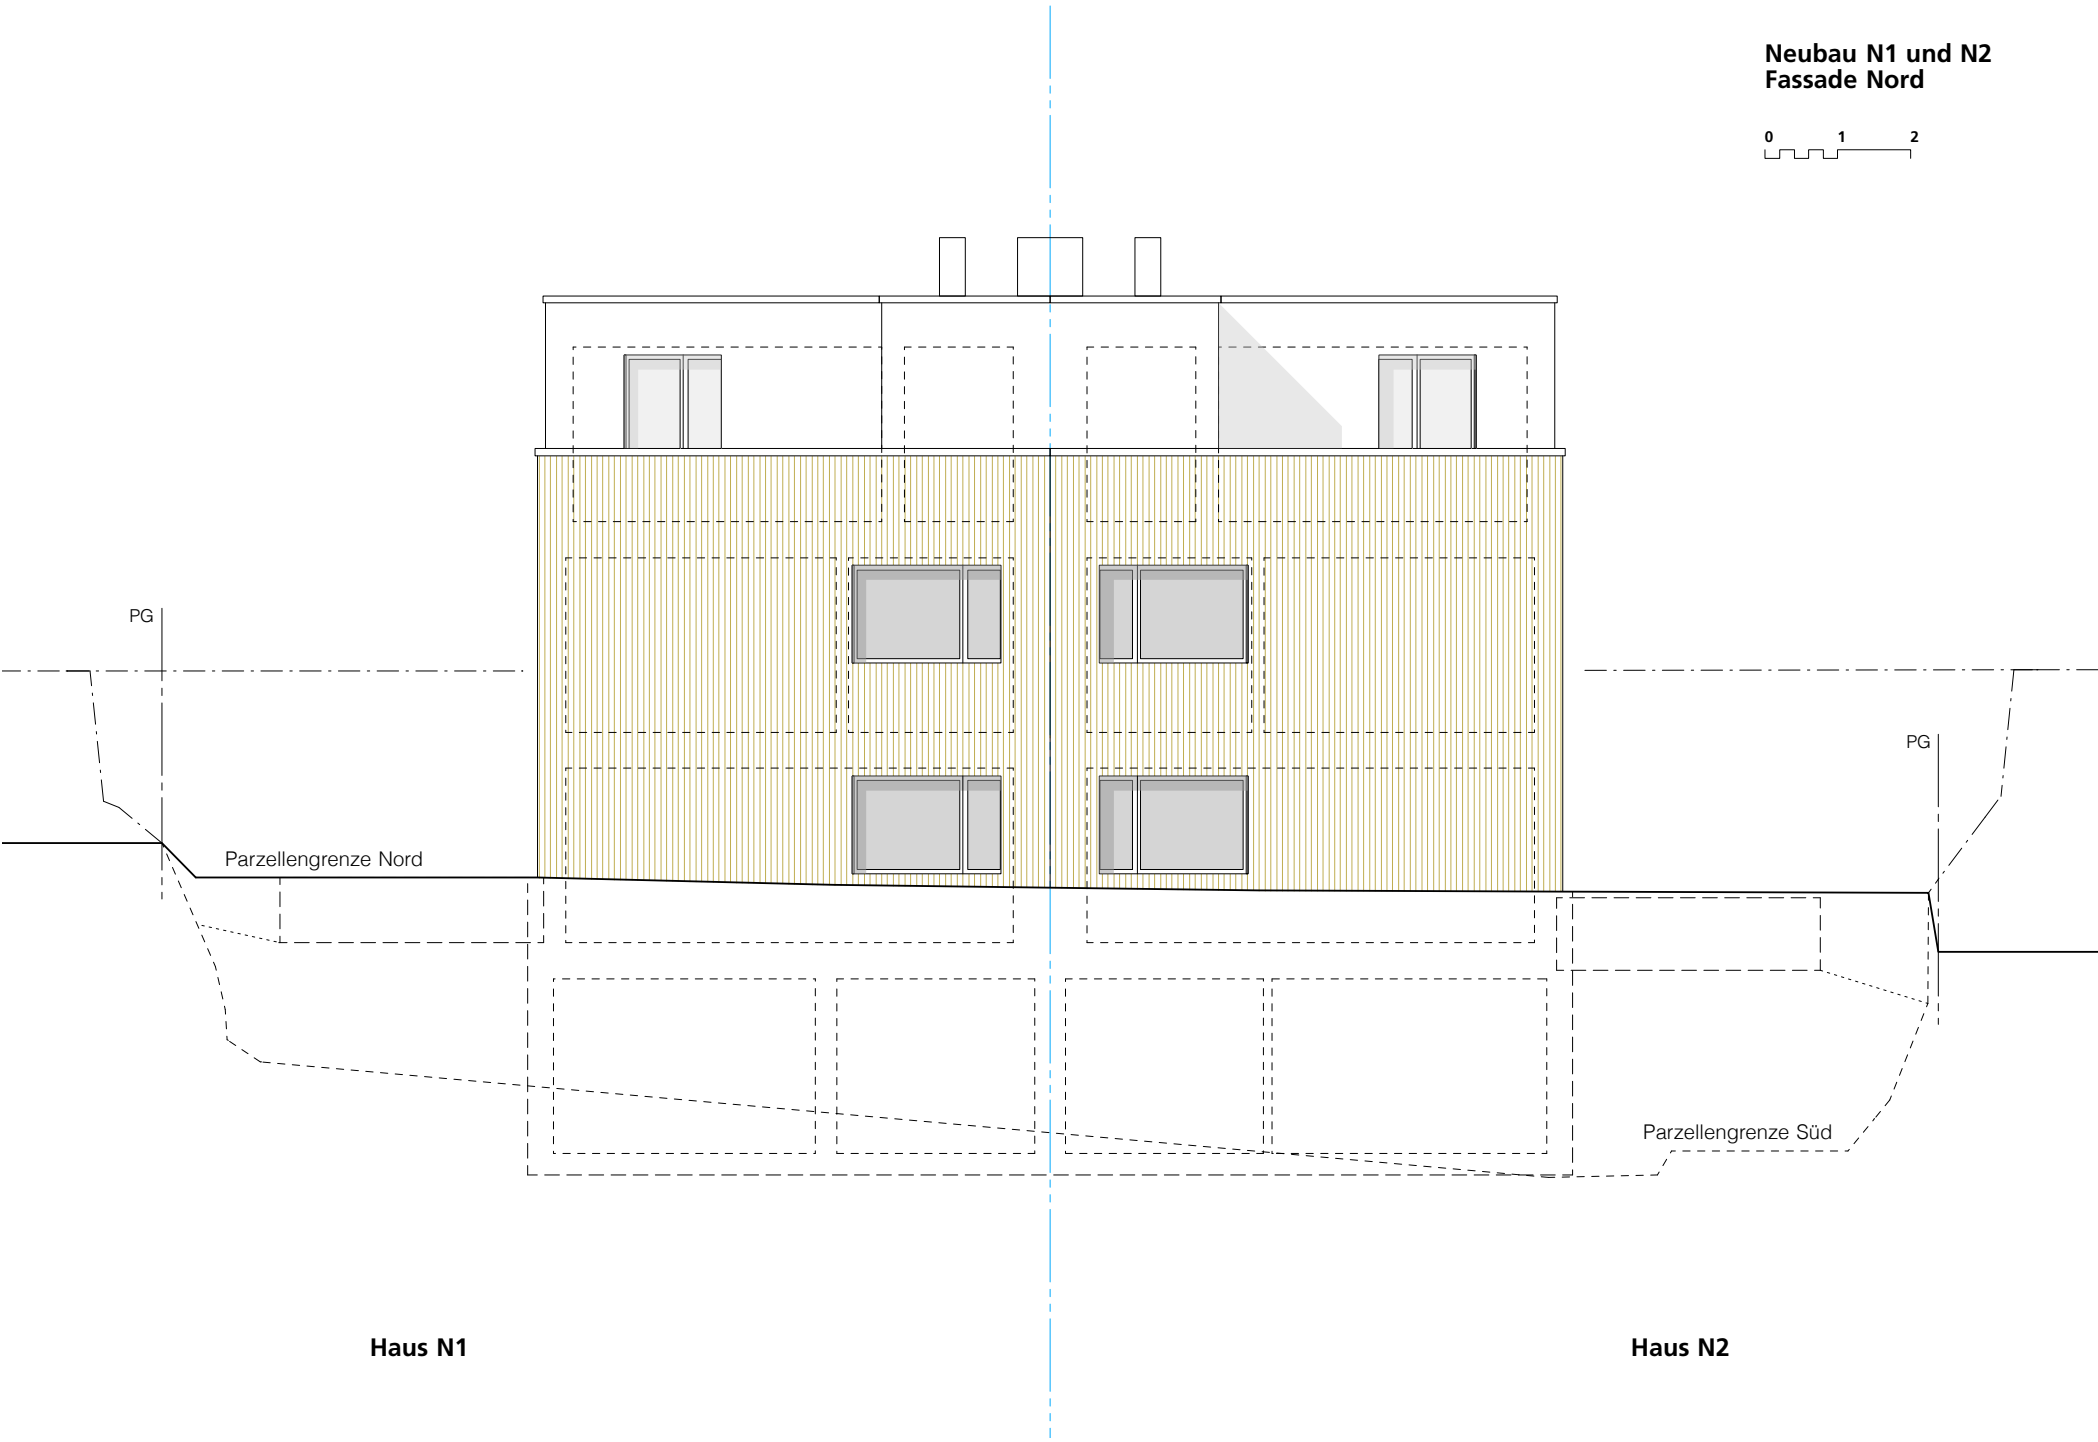 Neubau N1 und N2
Fassade Nord
0 1 2
PG
PG
Parzellengrenze Nord
Parzellengrenze Süd
Haus N1
Haus N2